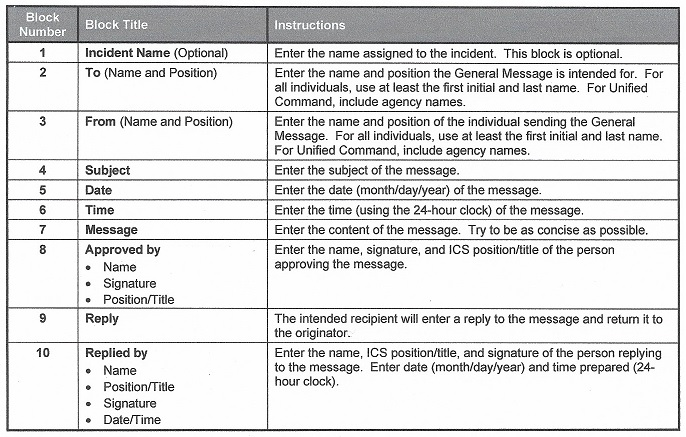 Block Number Block Title Instructions
1 Incident Name (Optional) Enter the name assigned to the incident. This block is optional.
2 To (Name and Position) Enter the name and position the General Message is intended for. For
all individuals, use at least the first initial and last name. For Unified
Command, include agency names.
3 From (Name and Position) Enter the name and position of the individual sending the General
Message. For all individuals, use at least the first initial and last name.
For Unified Command, include agency names.
4 Subject Enter the subject of the message.
5 Date Enter the date (month/day/year) of the message.
6 Time Enter the time (using the 24-hour clock) of the message.
7 Message Enter the content of the message. Try to be as concise as possible.
8 Approved by Enter the name, signature, and ICS position/title of the person
• Name approving the message.
• Signature
• Position/Title
9 Reply The intended recipient will enter a reply to the message and return it to
the originator.
10 Replied by Enter the name, ICS position/title, and signature of the person replying
• Name to the message. Enter date (month/day/year) and time prepared (24-
• Position/Title hour clock).
• Signature
• Date/Time